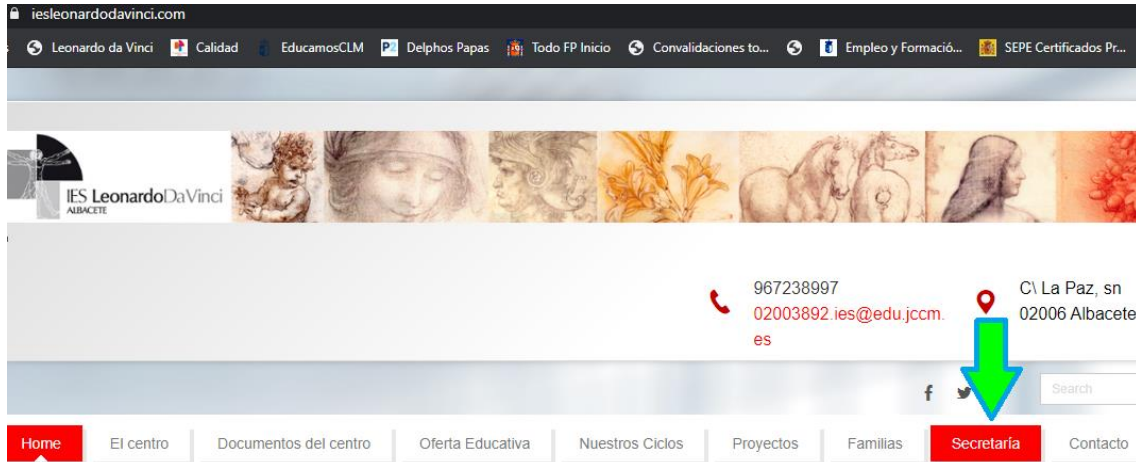 iesleonardodavinci.com
Leonardo da Vinci Calidad EducamosCLM P2 Delphos Papas Todo FP Inicio Convalidaciones to... Empleo y Formació... SEPE Certificados Pr...
IES LeonardoDaVinci
ALBACETE
967238997
02003892.ies@edu.jccm.
es
C\ La Paz, sn
02006 Albacete
f
Search
Home El centro Documentos del centro Oferta Educativa Nuestros Ciclos Proyectos Familias Secretaría Contacto